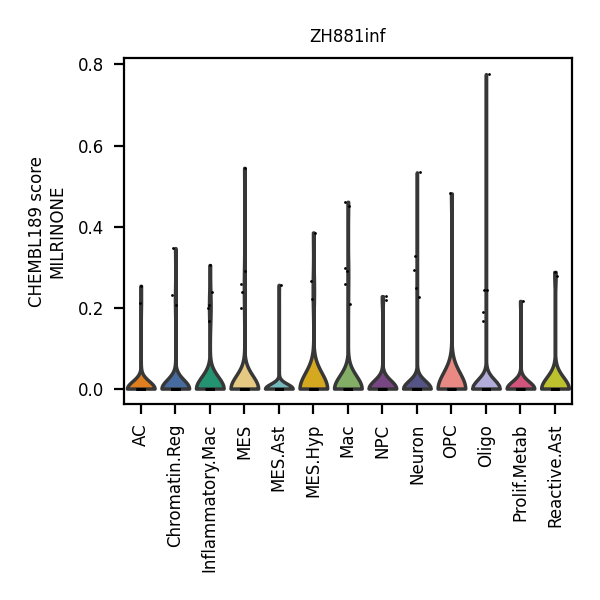 ZH881inf
CHEMBL189 score
MILRINONE
0.8
0.6
0.4
0.2
0.0
AC
Chromatin.Reg
Inflammatory.Mac
MES
MES.Ast
MES.Hyp
Mac
NPC
Neuron
OPC
Oligo
Prolif.Metab
Reactive.Ast